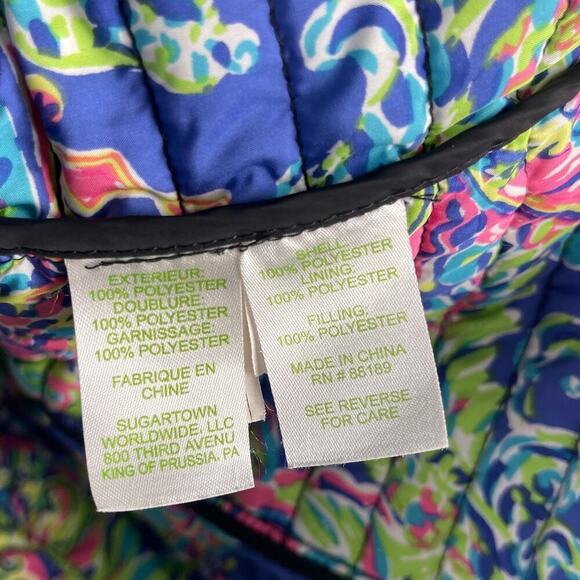 EXTERIEUR:
100% POLYESTER
DOUBLURE:
100% POLYESTER
GARNISSAGE:
100% POLYESTER
FABRIQUE EN
CHINE
SUGARTOWN
WORLDWIDE, LLC
800 THIRD AVENU
KING OF PRUSSIA. PA
SHELL
100% POLYESTER
LINING:
100% POLYESTER
FILLING:
100% POLYESTER
MADE IN CHINA
RN # 88189
SEE REVERSE
FOR CARE